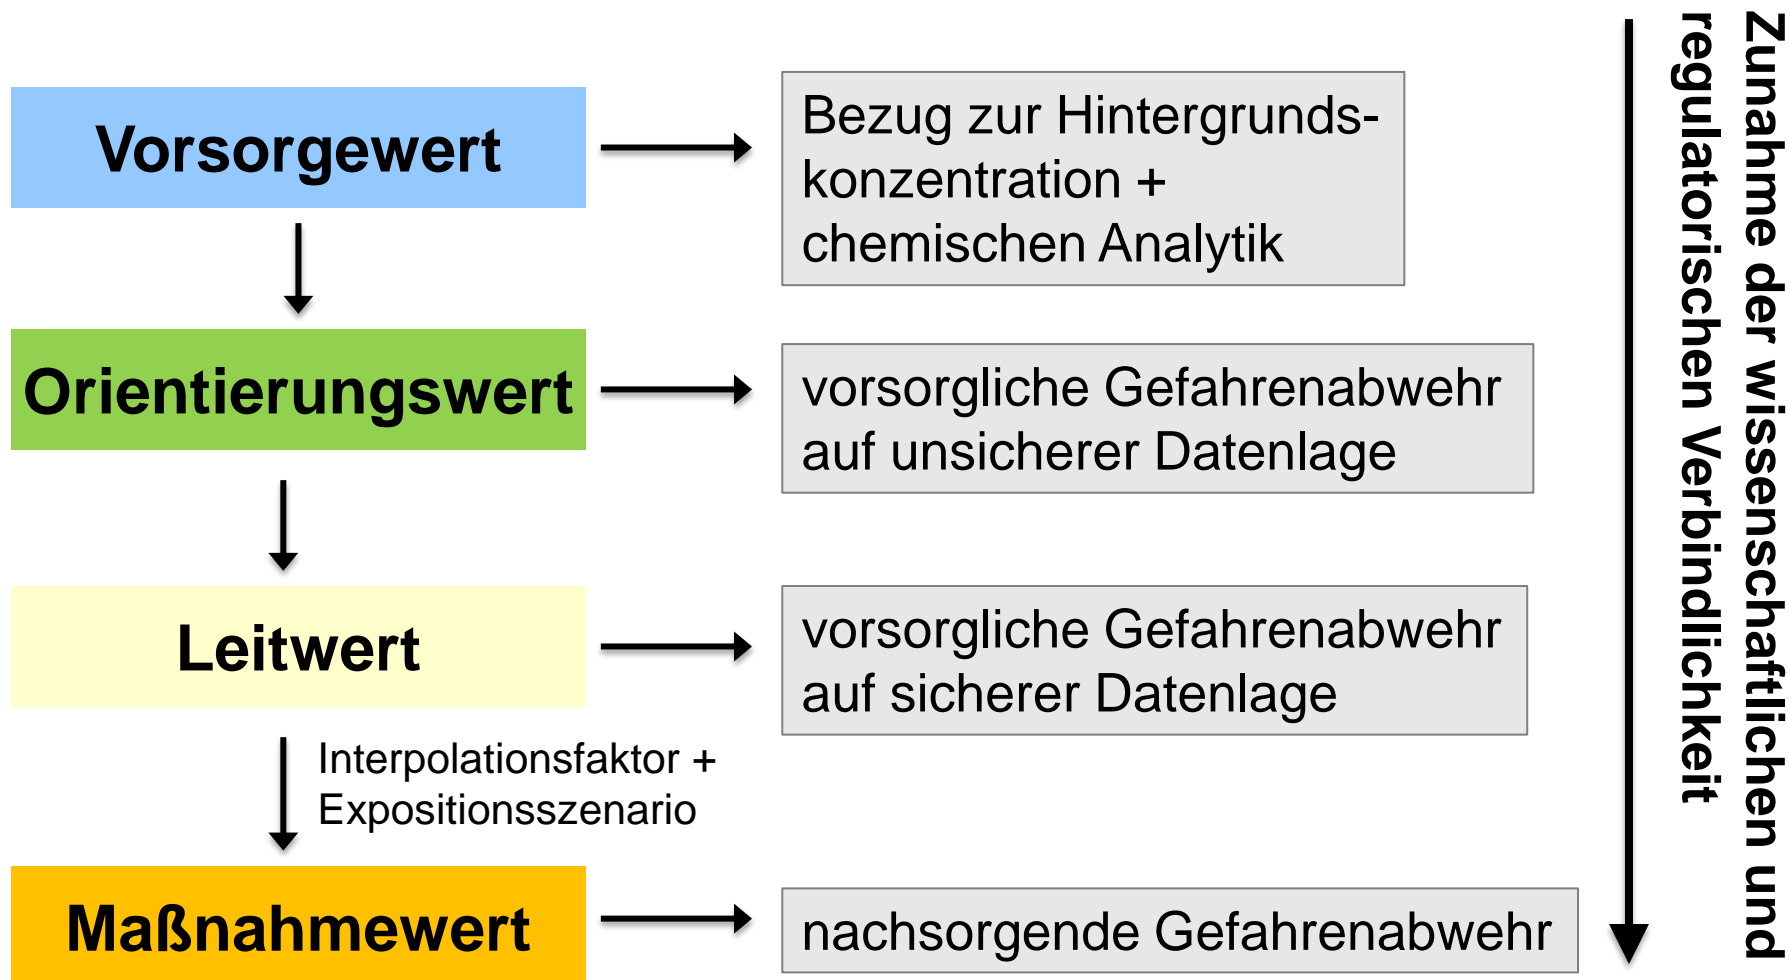 Vorsorgewert
Bezug zur Hintergrunds-
konzentration +
chemischen Analytik
Orientierungswert
vorsorgliche Gefahrenabwehr
auf unsicherer Datenlage
Leitwert
vorsorgliche Gefahrenabwehr
auf sicherer Datenlage
Interpolationsfaktor +
Expositionsszenario
Maßnahmewert
nachsorgende Gefahrenabwehr
Zunahme der wissenschaftlichen und
regulatorischen Verbindlichkeit